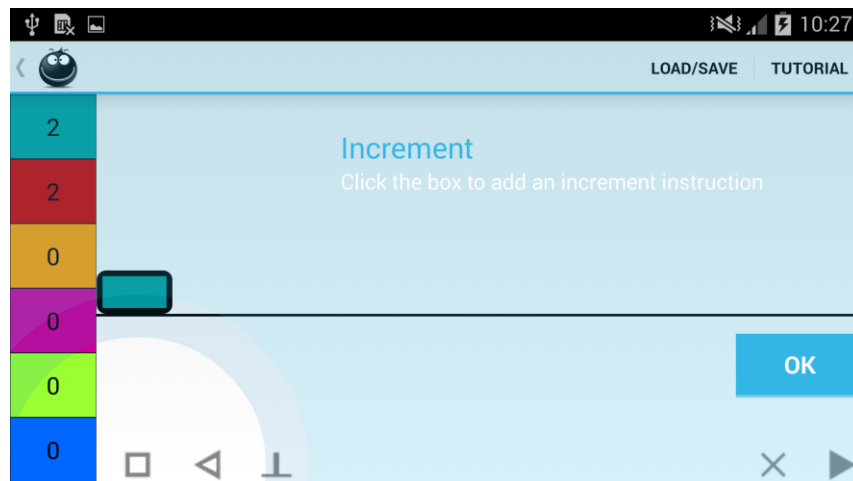 10:27
LOAD/SAVE TUTORIAL
2
Increment
Click the box to add an increment instruction
2
0
0
OK
0
0